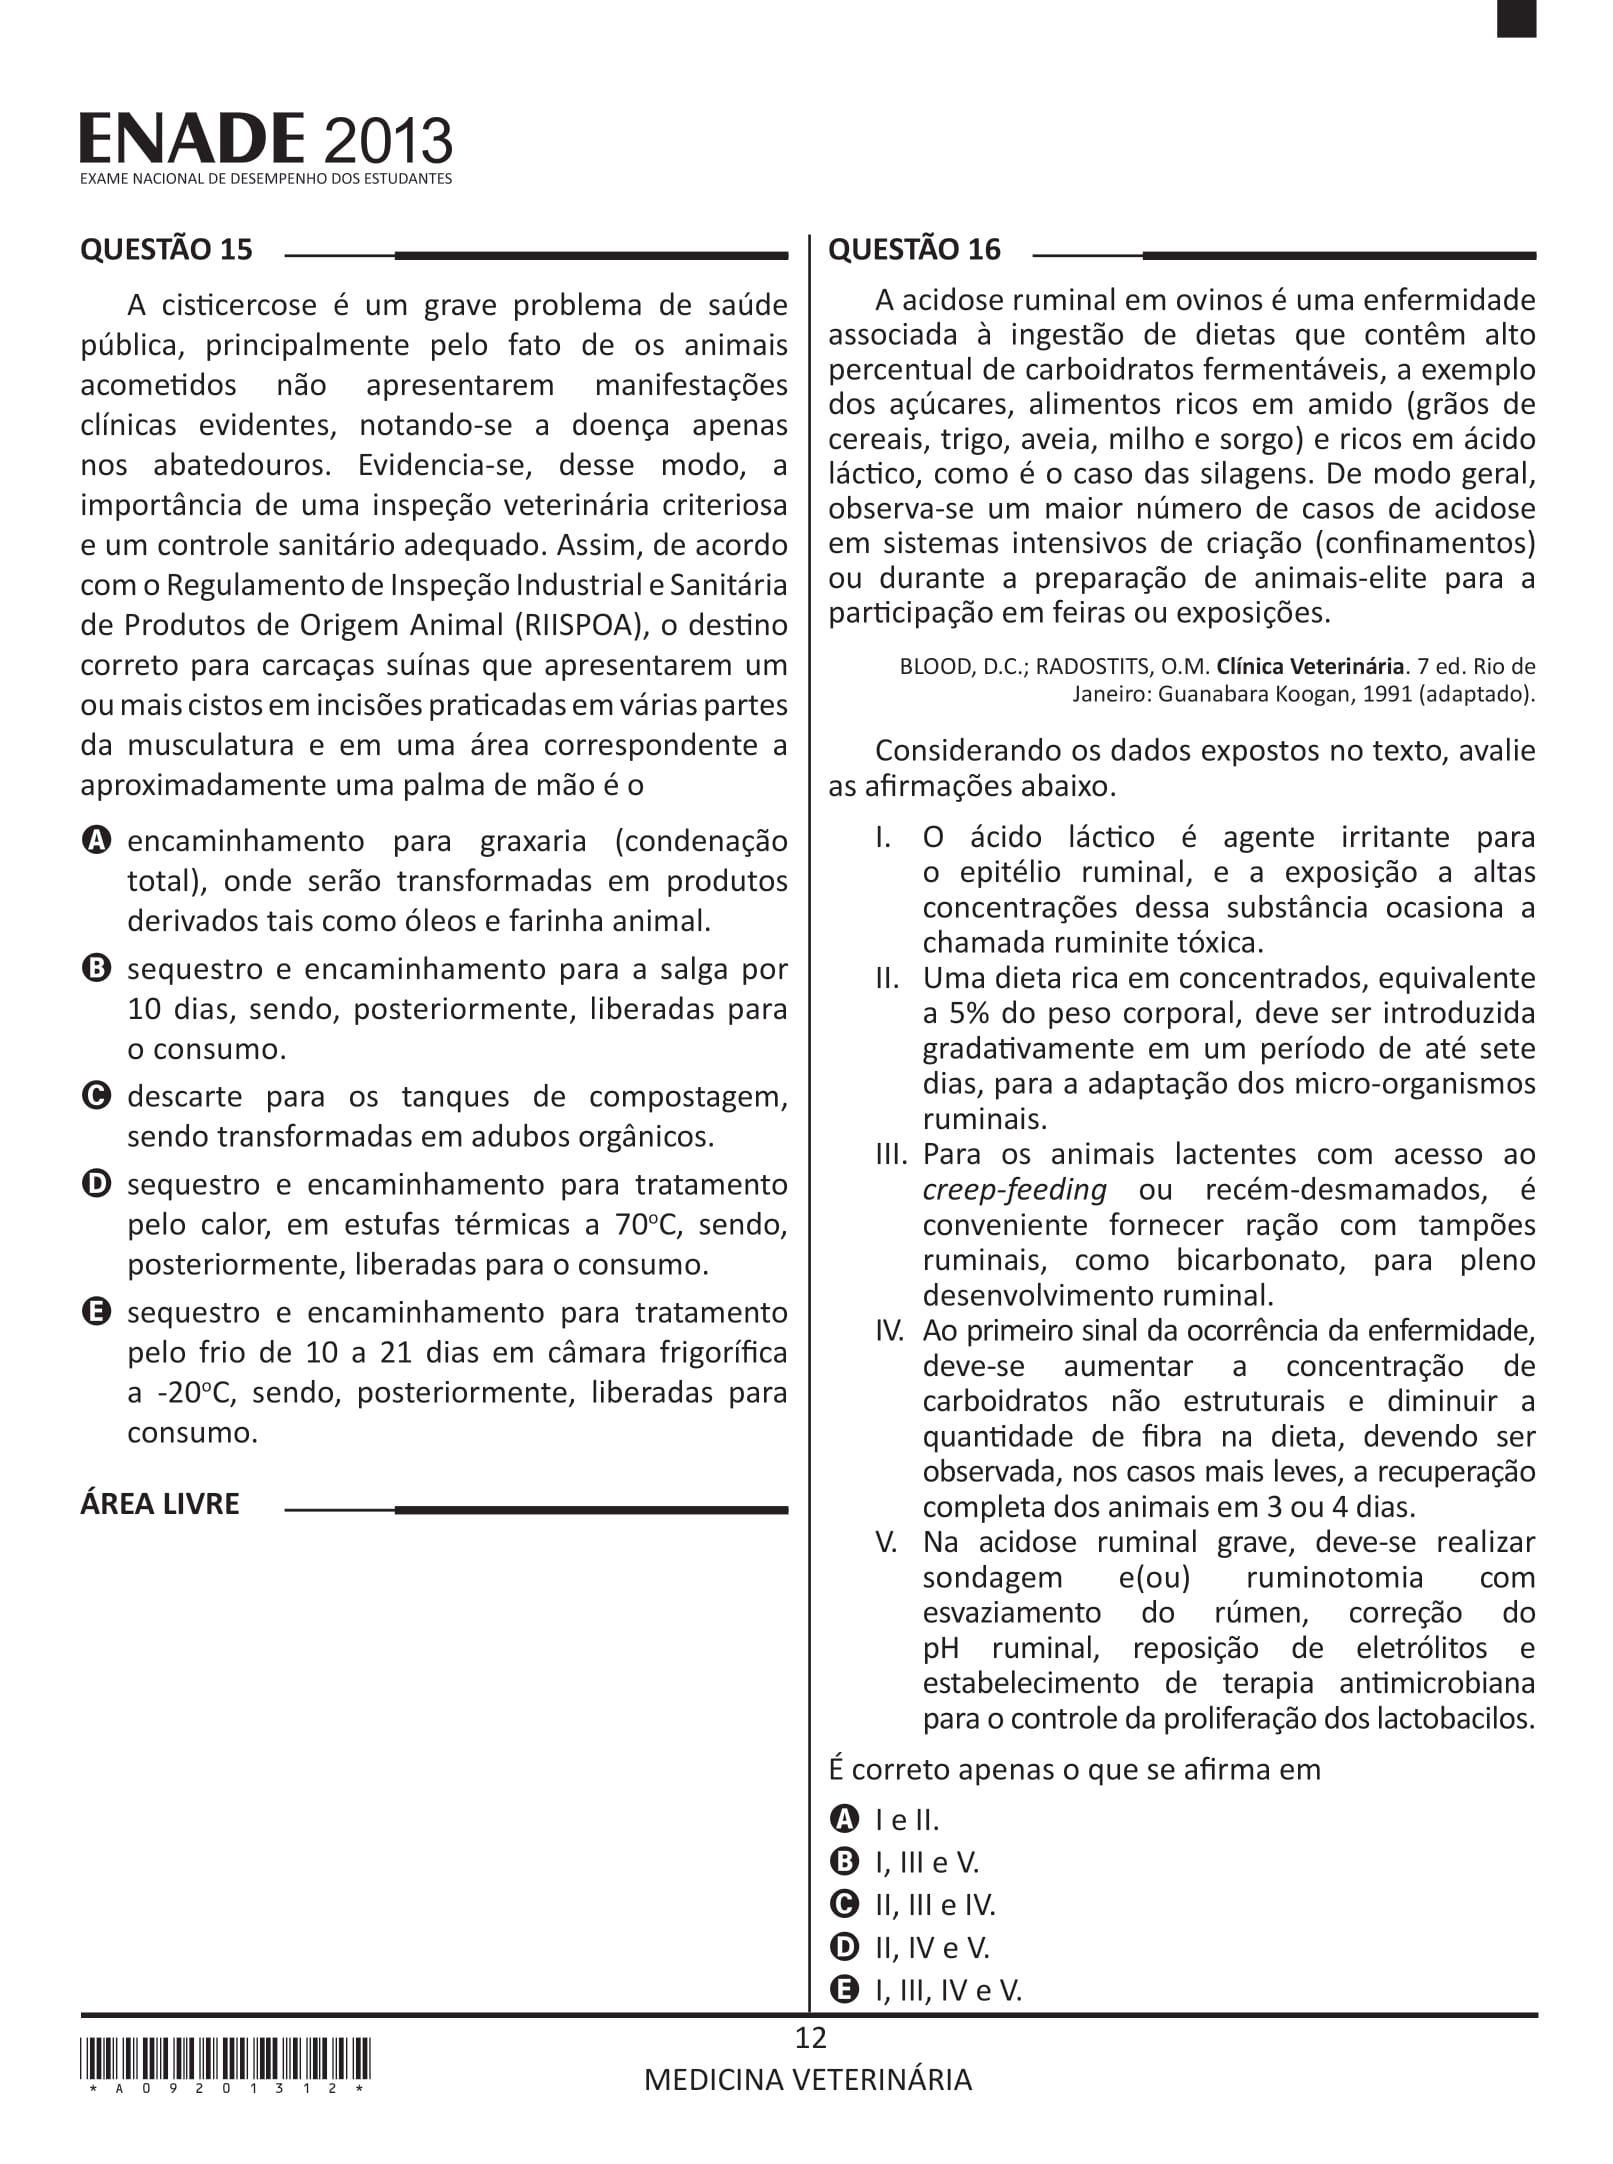 ENADE 2013
EXAME NACIONAL DE DESEMPENHO DOS ESTUDANTES
QUESTÃO 15
A cisticercose é um grave problema de saúde
pública, principalmente pelo fato de os animais
acometidos não apresentarem manifestações
clínicas evidentes, notando-se a doença apenas
nos abatedouros. Evidencia-se, desse modo, a
importância de uma inspeção veterinária criteriosa
e um controle sanitário adequado. Assim, de acordo
com o Regulamento de Inspeção Industrial e Sanitária
de Produtos de Origem Animal (RIISPOA), o destino
correto para carcaças suínas que apresentarem um
ou mais cistos em incisões praticadas em várias partes
da musculatura e em uma área correspondente a
aproximadamente uma palma de mão é o
A encaminhamento para graxaria (condenação
total), onde serão transformadas em produtos
derivados tais como óleos e farinha animal.
B sequestro e encaminhamento para a salga por
10 dias, sendo, posteriormente, liberadas para
o consumo.
C descarte para os tanques de compostagem,
sendo transformadas em adubos orgânicos.
D sequestro e encaminhamento para tratamento
pelo calor, em estufas térmicas a 70ºC, sendo,
posteriormente, liberadas para o consumo.
E sequestro e encaminhamento para tratamento
pelo frio de 10 a 21 dias em câmara frigorífica
a -20ºC, sendo, posteriormente, liberadas para
consumo.
ÁREA LIVRE
QUESTÃO 16
A acidose ruminal em ovinos é uma enfermidade
associada à ingestão de dietas que contêm alto
percentual de carboidratos fermentáveis, a exemplo
dos açúcares, alimentos ricos em amido (grãos de
cereais, trigo, aveia, milho e sorgo) e ricos em ácido
láctico, como é o caso das silagens. De modo geral,
observa-se um maior número de casos de acidose
em sistemas intensivos de criação (confinamentos)
ou durante a preparação de animais-elite para a
participação em feiras ou exposições.
BLOOD, D.C.; RADOSTITS, O.M. Clínica Veterinária. 7 ed. Rio de
Janeiro: Guanabara Koogan, 1991 (adaptado).
Considerando os dados expostos no texto, avalie
as afirmações abaixo.
I. O ácido láctico é agente irritante para
o epitélio ruminal, e a exposição a altas
concentrações dessa substância ocasiona a
chamada ruminite tóxica.
II. Uma dieta rica em concentrados, equivalente
a 5% do peso corporal, deve ser introduzida
gradativamente em um período de até sete
dias, para a adaptação dos micro-organismos
ruminais.
III. Para os animais lactentes com acesso ao
creep-feeding ou recém-desmamados, é
conveniente fornecer ração com tampões
ruminais, como bicarbonato, para pleno
desenvolvimento ruminal.
IV. Ao primeiro sinal da ocorrência da enfermidade,
deve-se aumentar a concentração de
carboidratos não estruturais e diminuir a
quantidade de fibra na dieta, devendo ser
observada, nos casos mais leves, a recuperação
completa dos animais em 3 ou 4 dias.
V. Na acidose ruminal grave, deve-se realizar
sondagem e(ou) ruminotomia com
esvaziamento do rúmen, correção do
pH ruminal, reposição de eletrólitos e
estabelecimento de terapia antimicrobiana
para o controle da proliferação dos lactobacilos.
É correto apenas o que se afirma em
A I e II.
B I, III e V.
C II, III e IV.
D II, IV e V.
E I, III, IV e V.
12
MEDICINA VETERINÁRIA
*A09201312*